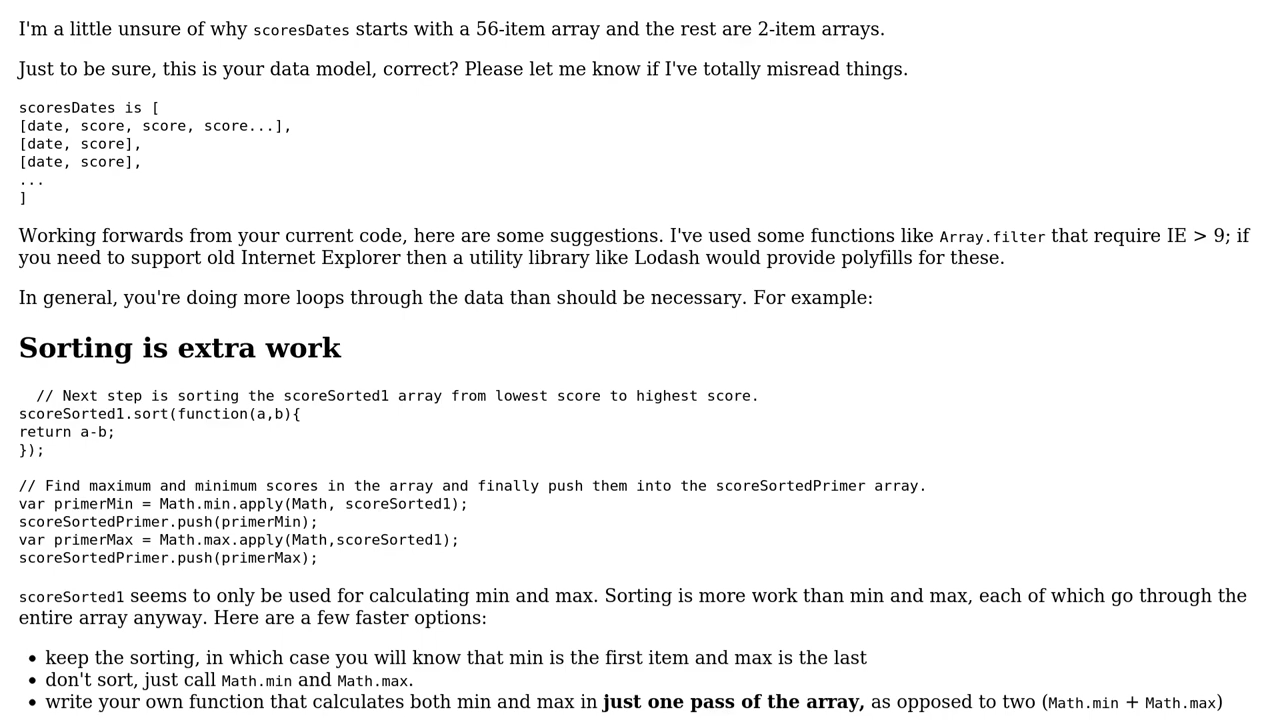 I'm a little unsure of why scoresDates starts with a 56-item array and the rest are 2-item arrays.
Just to be sure, this is your data model, correct? Please let me know if I've totally misread things.
scoresDates is [
[date, score, score, score...],
[date, score],
[date, score],
...
]
Working forwards from your current code, here are some suggestions. I've used some functions like Array.filter that require IE > 9; if
you need to support old Internet Explorer then a utility library like Lodash would provide polyfills for these.
In general, you're doing more loops through the data than should be necessary. For example:
Sorting is extra work
// Next step is sorting the scoreSorted1 array from lowest score to highest score.
scoreSorted1.sort(function(a,b){
return a-b;
});
// Find maximum and minimum scores in the array and finally push them into the scoreSortedPrimer array.
var primerMin = Math.min.apply(Math, scoreSorted1);
scoreSortedPrimer.push(primerMin);
var primerMax = Math.max.apply(Math,scoreSorted1);
scoreSortedPrimer.push(primerMax);
scoreSorted1 seems to only be used for calculating min and max. Sorting is more work than min and max, each of which go through the
entire array anyway. Here are a few faster options:
• keep the sorting, in which case you will know that min is the first item and max is the last
• don't sort, just call Math.min and Math.max.
• write your own function that calculates both min and max in just one pass of the array, as opposed to two (Math.min + Math.max)